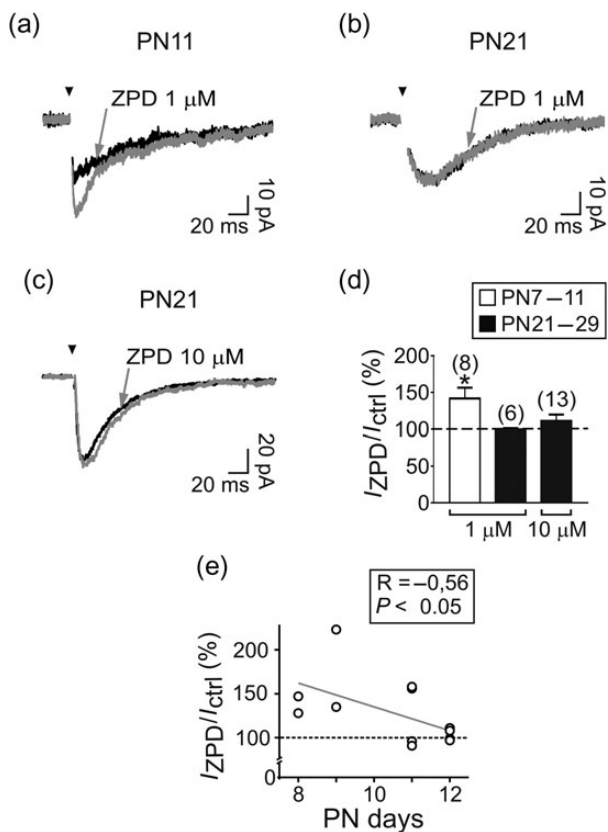 (a)
PN11
ZPD 1 μM
10 pA
20 ms
(b)
PN21
ZPD 1 μM
10 pA
20 ms
(c)
PN21
ZPD 10 μM
20 pA
20 ms
(d)
PN7–11
PN21–29
IZPD/Ictrl (%)
200
150
100
50
0
(8)
*
(6)
(13)
1 μM
10 μM
(e)
R = –0,56
P < 0.05
IZPD/Ictrl (%)
200
150
100
0
8
10
12
PN days